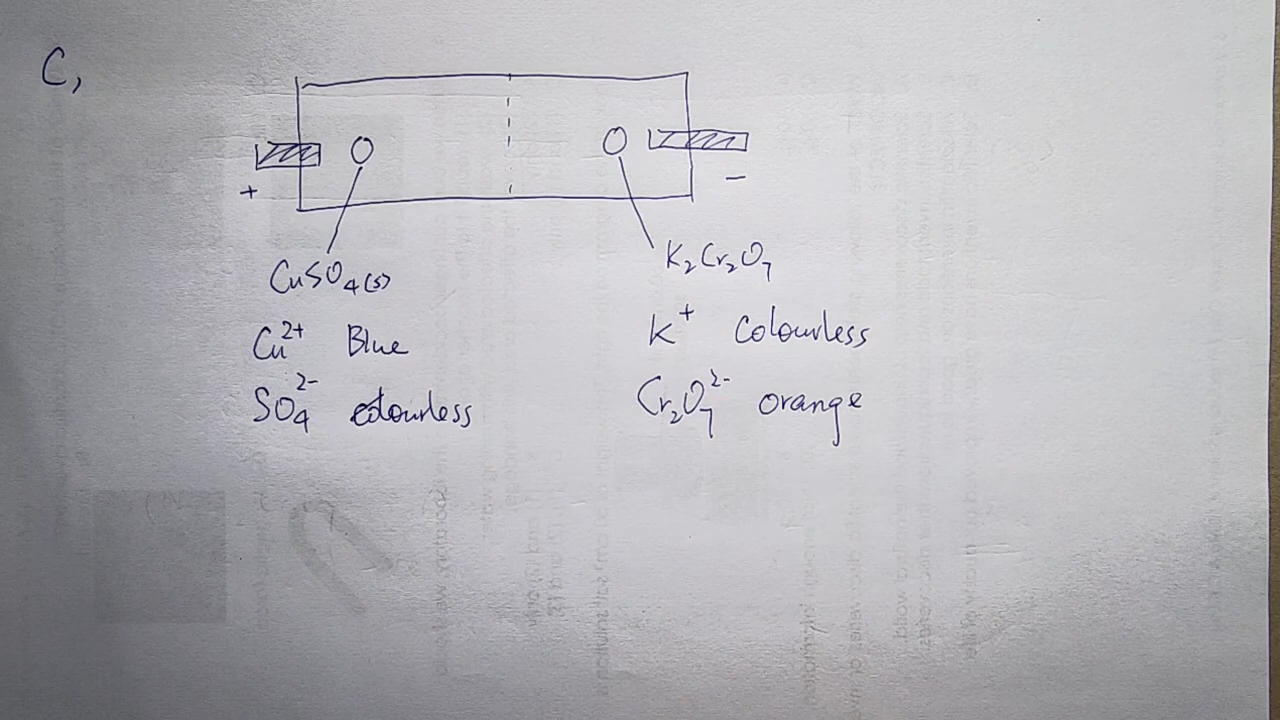 C,
+
−
CuSO₄(s)
K₂Cr₂O₇
Cu²⁺ Blue
K⁺ Colourless
SO₄²⁻ colourless
Cr₂O₇²⁻ orange